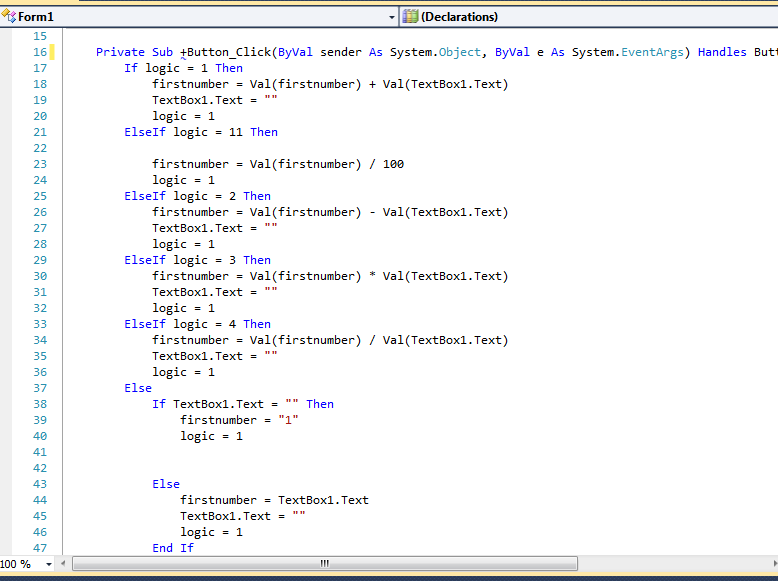 Form1 (Declarations)
15
16 Private Sub +Button_Click(ByVal sender As System.Object, ByVal e As System.EventArgs) Handles Butt
17 If logic = 1 Then
18 firstnumber = Val(firstnumber) + Val(TextBox1.Text)
19 TextBox1.Text = ""
20 logic = 1
21 ElseIf logic = 11 Then
22
23 firstnumber = Val(firstnumber) / 100
24 logic = 1
25 ElseIf logic = 2 Then
26 firstnumber = Val(firstnumber) - Val(TextBox1.Text)
27 TextBox1.Text = ""
28 logic = 1
29 ElseIf logic = 3 Then
30 firstnumber = Val(firstnumber) * Val(TextBox1.Text)
31 TextBox1.Text = ""
32 logic = 1
33 ElseIf logic = 4 Then
34 firstnumber = Val(firstnumber) / Val(TextBox1.Text)
35 TextBox1.Text = ""
36 logic = 1
37 Else
38 If TextBox1.Text = "" Then
39 firstnumber = "1"
40 logic = 1
41
42
43 Else
44 firstnumber = TextBox1.Text
45 TextBox1.Text = ""
46 logic = 1
47 End If
100 %